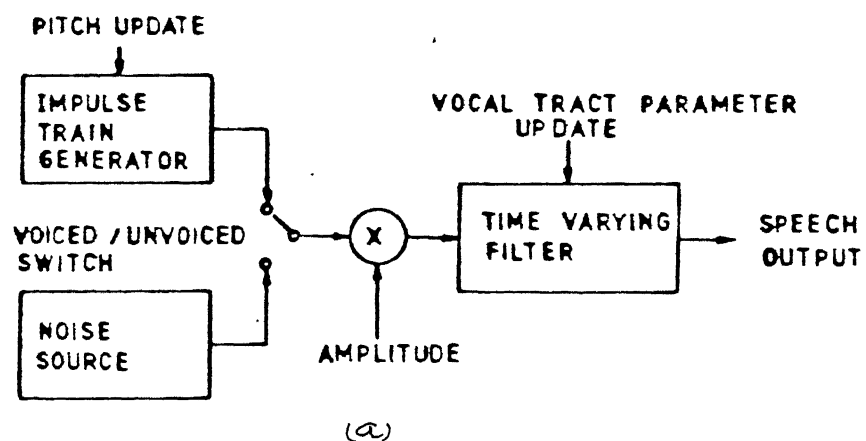 PITCH UPDATE
IMPULSE
TRAIN
GENERATOR
VOCAL TRACT PARAMETER
UPDATE
VOICED / UNVOICED
SWITCH
X
TIME VARYING
FILTER
SPEECH
OUTPUT
NOISE
SOURCE
AMPLITUDE
(a)